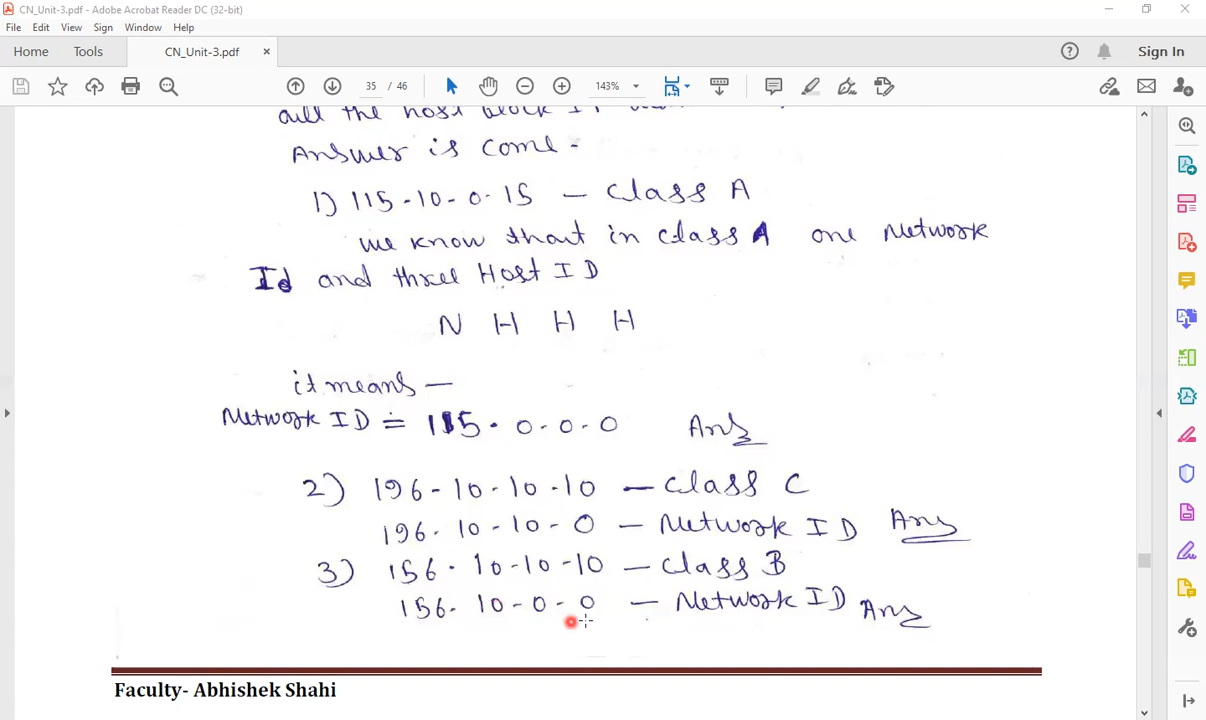 CN_Unit-3.pdf - Adobe Acrobat Reader DC (32-bit)
File Edit View Sign Window Help
Home Tools CN_Unit-3.pdf × Sign In
35 / 46 143%
all the host block
Answer is come -
1) 115.10.0.15 — Class A
we know that in class A one Network
Id and three Host ID
N H H H
it means —
Network ID = 115.0.0.0 Ans
2) 196.10.10.10 — Class C
196.10.10.0 — Network ID Ans
3) 156.10.10.10 — Class B
156.10.0.0 — Network ID Ans
Faculty- Abhishek Shahi